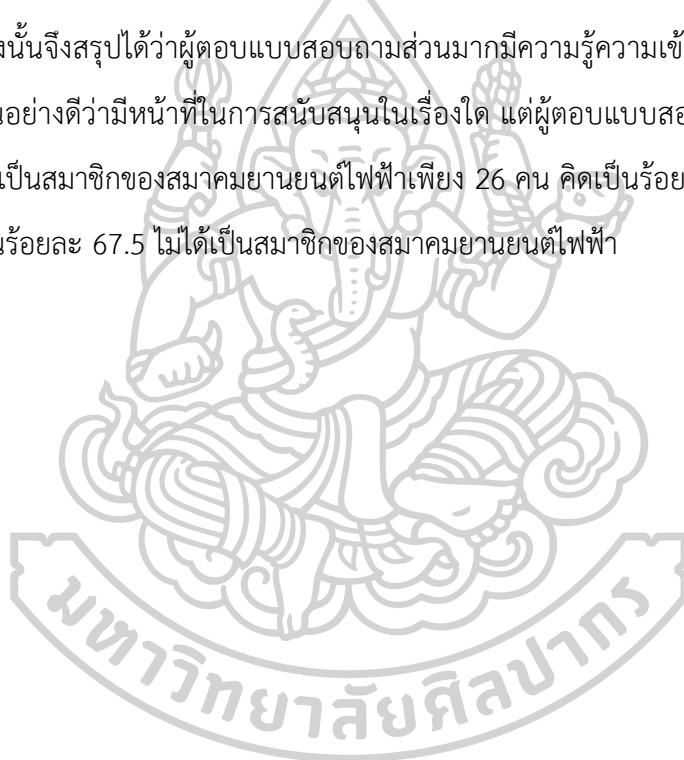 งนั้นจึงสรุปได้ว่าผู้ตอบแบบสอบถามส่วนมากมีความรู้ความเข้
นอย่างดีว่ามีหน้าที่ในการสนับสนุนในเรื่องใด แต่ผู้ตอบแบบสอ
เป็นสมาชิกของสมาคมยานยนต์ไฟฟ้าเพียง 26 คน คิดเป็นร้อย
นร้อยละ 67.5 ไม่ได้เป็นสมาชิกของสมาคมยานยนต์ไฟฟ้า
มหาวิทยาลัยศิลปากร